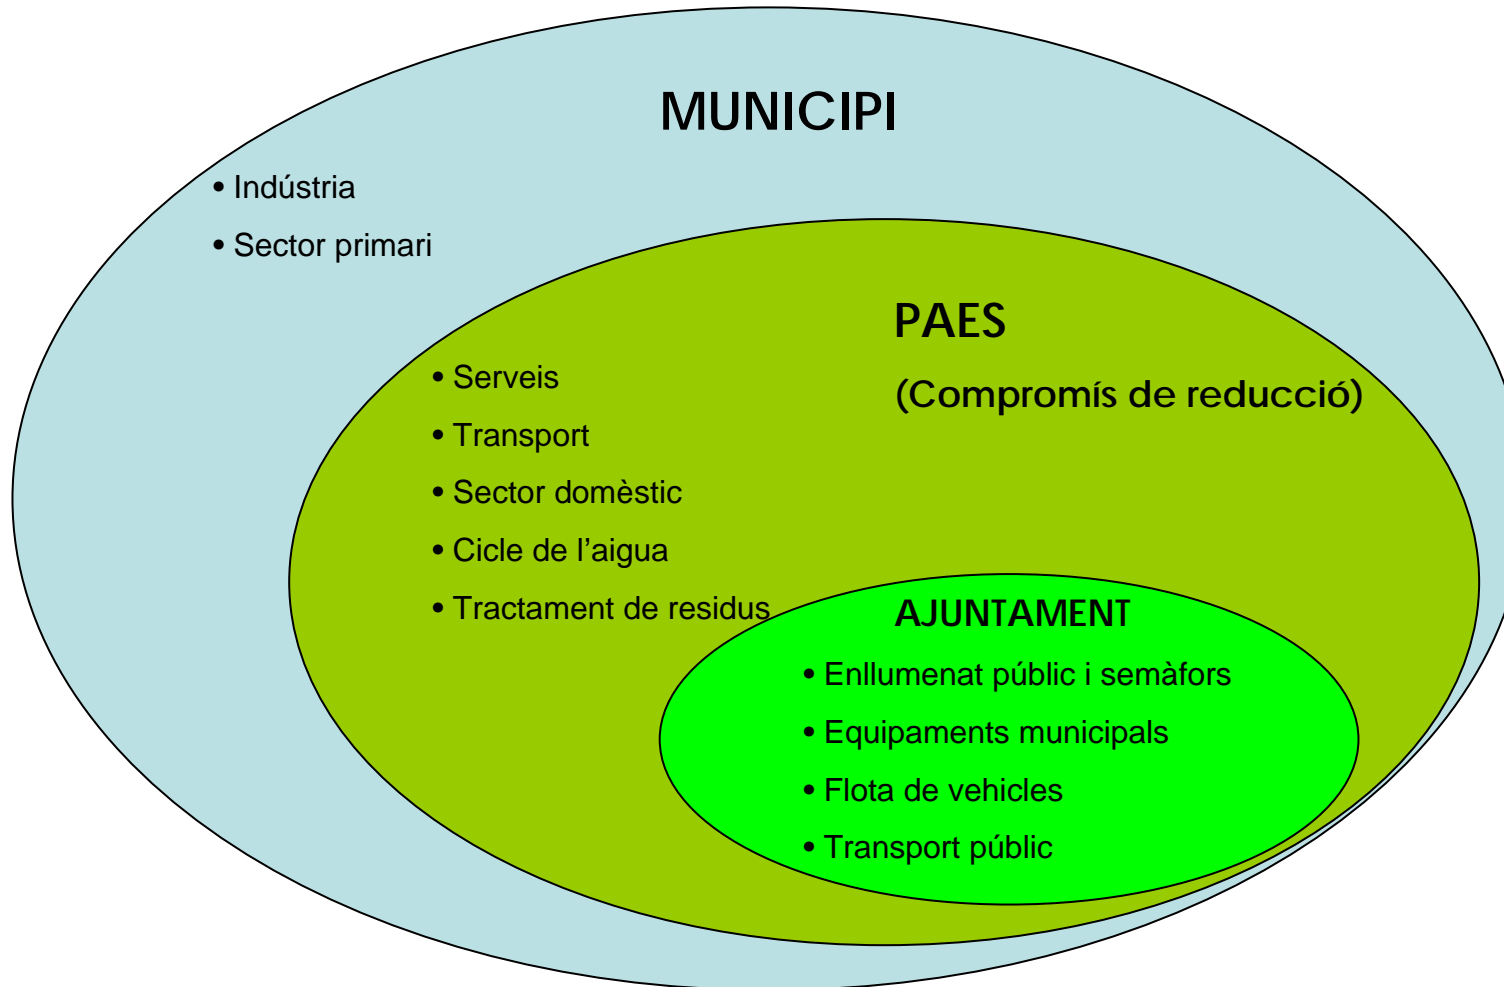 MUNICIPI
• Indústria
• Sector primari
PAES
(Compromís de reducció)
• Serveis
• Transport
• Sector domèstic
• Cicle de l’aigua
• Tractament de residus
AJUNTAMENT
• Enllumenat públic i semàfors
• Equipaments municipals
• Flota de vehicles
• Transport públic